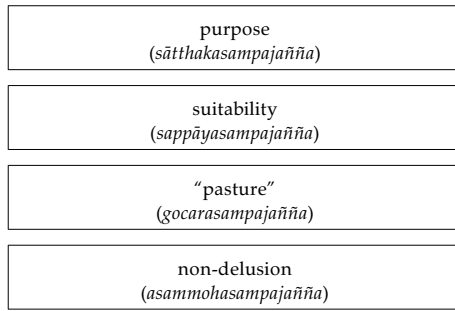 purpose
(sātthakasampajañña)
suitability
(sappāyasampajañña)
“pasture”
(gocarasampajañña)
non-delusion
(asammohasampajañña)